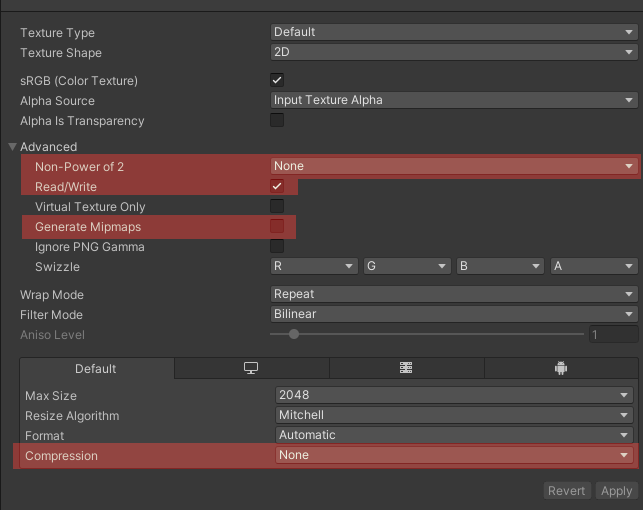 Texture Type Default
Texture Shape 2D
sRGB (Color Texture)
Alpha Source Input Texture Alpha
Alpha Is Transparency
Advanced
Non-Power of 2 None
Read/Write
Virtual Texture Only
Generate Mipmaps
Ignore PNG Gamma
Swizzle R G B A
Wrap Mode Repeat
Filter Mode Bilinear
Aniso Level 1
Default
Max Size 2048
Resize Algorithm Mitchell
Format Automatic
Compression None
Revert Apply